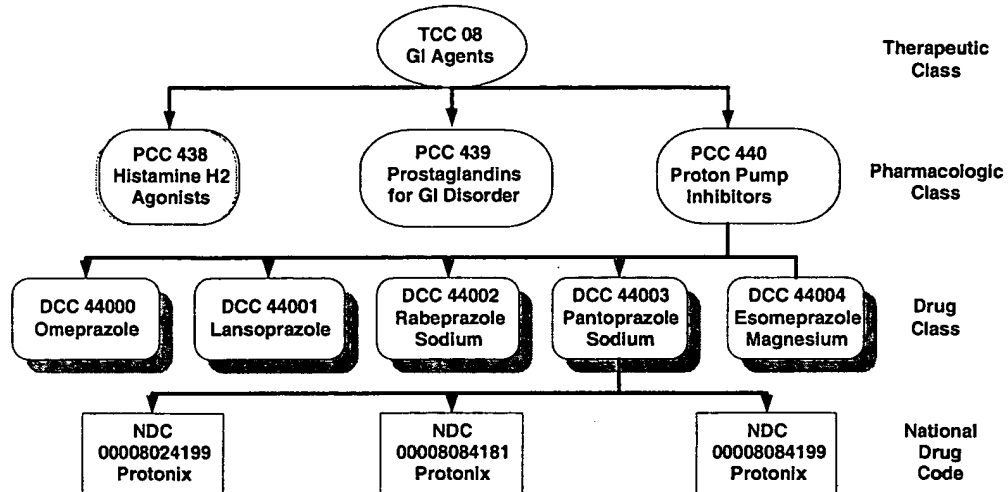 TCC 08
GI Agents
Therapeutic
Class
PCC 438
Histamine H2
Agonists
PCC 439
Prostaglandins
for GI Disorder
PCC 440
Proton Pump
Inhibitors
Pharmacologic
Class
DCC 44000
Omeprazole
DCC 44001
Lansoprazole
DCC 44002
Rabeprazole
Sodium
DCC 44003
Pantoprazole
Sodium
DCC 44004
Esomeprazole
Magnesium
Drug
Class
NDC
00008024199
Protonix
NDC
00008084181
Protonix
NDC
00008084199
Protonix
National
Drug
Code